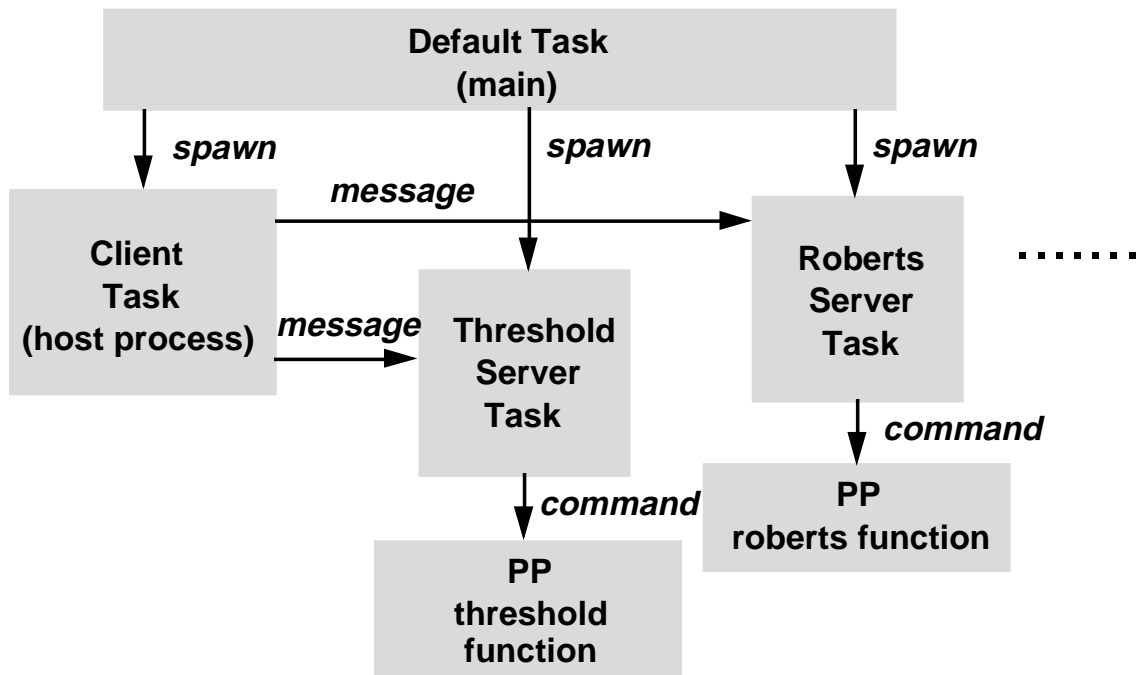 Default Task
(main)
spawn
spawn
spawn
message
Client
Task
(host process)
Roberts
Server
Task
message
Threshold
Server
Task
command
PP
roberts function
command
PP
threshold
function